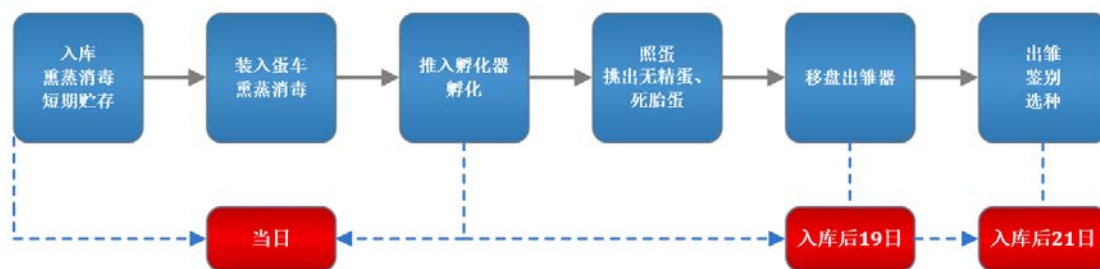 入库
熏蒸消毒
短期贮存
装入蛋车
熏蒸消毒
推入孵化器
孵化
照蛋
挑出无精蛋、
死胎蛋
移盘出雏器
出雏
鉴别
选种
当日
入库后19日
入库后21日